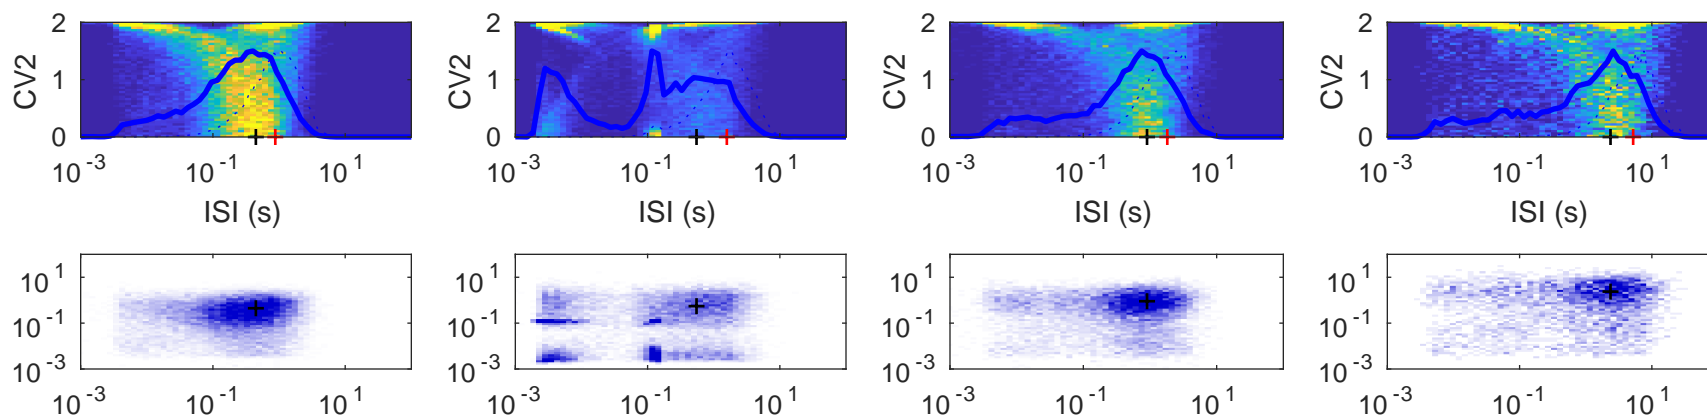 2 2 2 2
CV2 CV2 CV2 CV2
1 1 1 1
0 0 0 0
10^-3 10^-1 10^1 10^-3 10^-1 10^1 10^-3 10^-1 10^1 10^-3 10^-1 10^1
ISI (s) ISI (s) ISI (s) ISI (s)
10^1 10^1 10^1 10^1
10^-1 10^-1 10^-1 10^-1
10^-3 10^-3 10^-3 10^-3
10^-3 10^-1 10^1 10^-3 10^-1 10^1 10^-3 10^-1 10^1 10^-3 10^-1 10^1